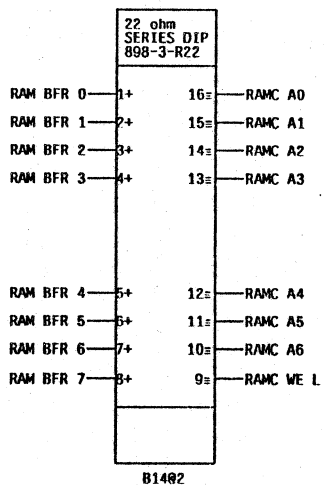 22 ohm
SERIES DIP
898-3-R22
RAM BFR 0 1+ 16≡ RAMC A0
RAM BFR 1 2+ 15≡ RAMC A1
RAM BFR 2 3+ 14≡ RAMC A2
RAM BFR 3 4+ 13≡ RAMC A3
RAM BFR 4 5+ 12≡ RAMC A4
RAM BFR 5 6+ 11≡ RAMC A5
RAM BFR 6 7+ 10≡ RAMC A6
RAM BFR 7 8+ 9≡ RAMC WE L
B1402